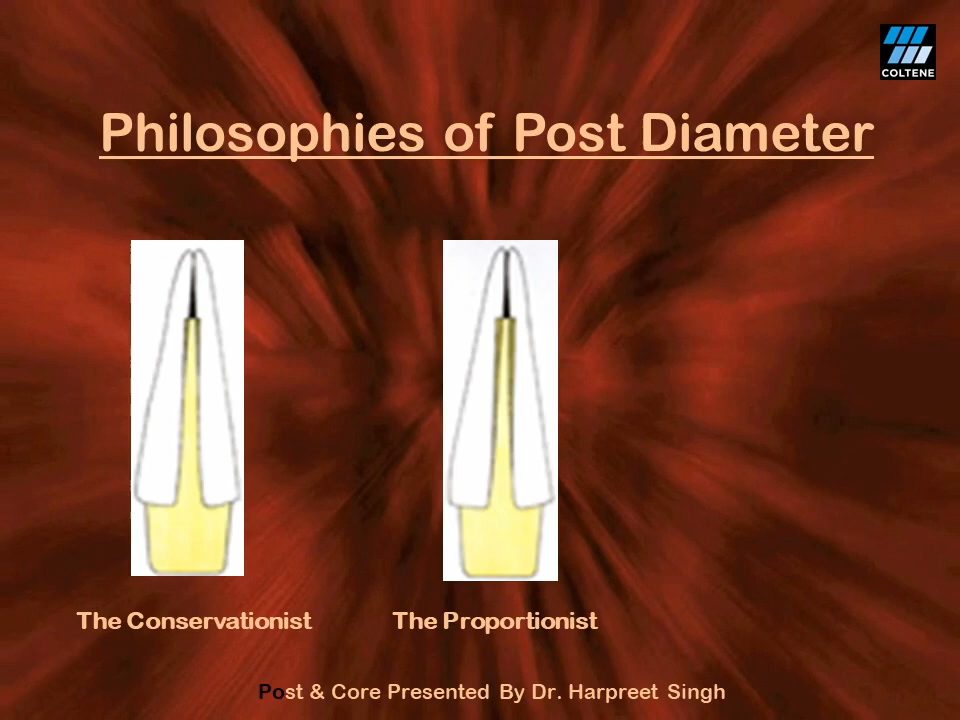 COLTENE
Philosophies of Post Diameter
The Conservationist
The Proportionist
Post & Core Presented By Dr. Harpreet Singh